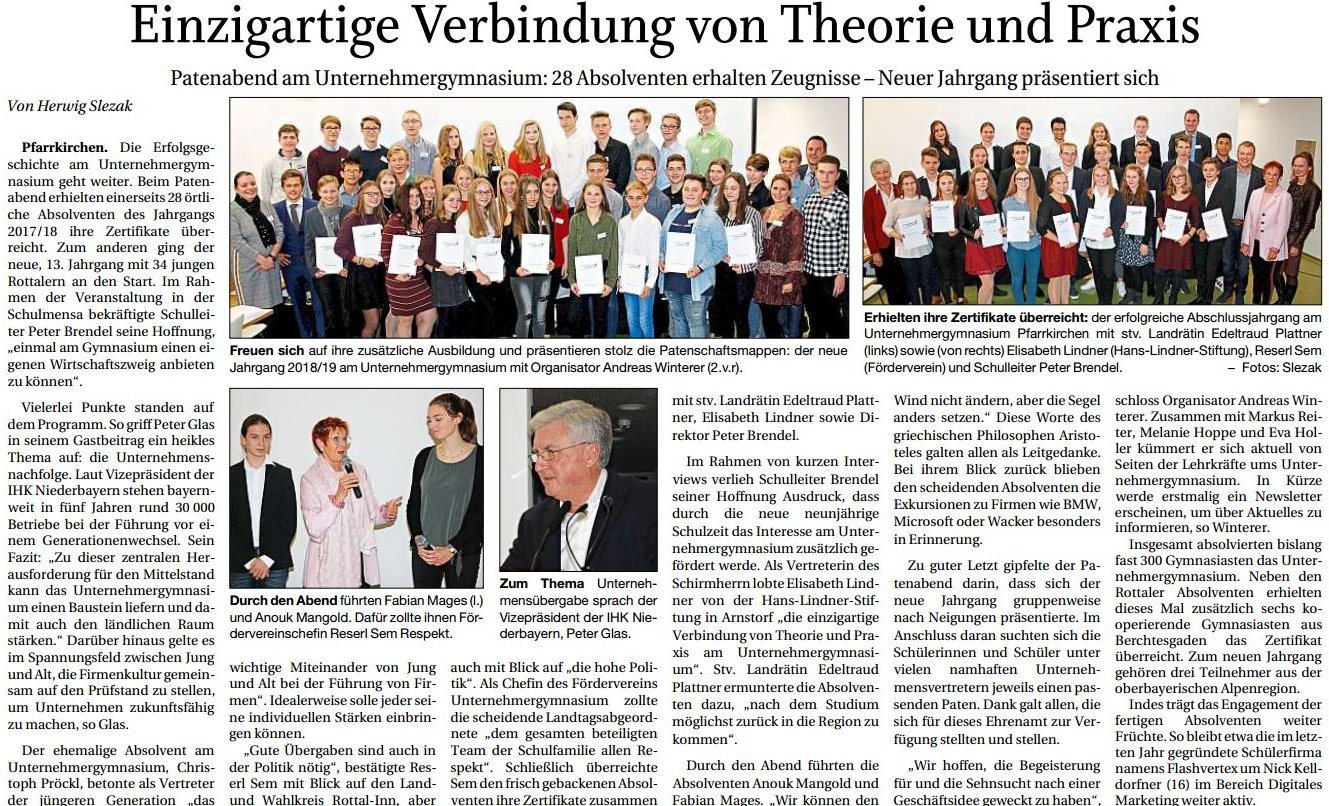 Einzigartige Verbindung von Theorie und Praxis
Patenabend am Unternehmergymnasium: 28 Absolventen erhalten Zeugnisse – Neuer Jahrgang präsentiert sich
Von Herwig Slezak
Pfarrkirchen. Die Erfolgsge-
schichte am Unternehmergym-
nasium geht weiter. Beim Paten-
abend erhielten einerseits 28 örtli-
che Absolventen des Jahrgangs
2017/18 ihre Zertifikate über-
reicht. Zum anderen ging der
neue, 13. Jahrgang mit 34 jungen
Rottalern an den Start. Im Rah-
men der Veranstaltung in der
Schulmensa bekräftigte Schullei-
ter Peter Brendel seine Hoffnung,
„einmal am Gymnasium einen ei-
genen Wirtschaftszweig anbieten
zu können“.
Vielerlei Punkte standen auf
dem Programm. So griff Peter Glas
in seinem Gastbeitrag ein heikles
Thema auf: die Unternehmens-
nachfolge. Laut Vizepräsident der
IHK Niederbayern stehen bayern-
weit in fünf Jahren rund 30 000
Betriebe bei der Führung vor ei-
nem Generationenwechsel. Sein
Fazit: „Zu dieser zentralen Her-
ausforderung für den Mittelstand
kann das Unternehmergymnasi-
um einen Baustein liefern und da-
mit auch den ländlichen Raum
stärken.“ Darüber hinaus gelte es
im Spannungsfeld zwischen Jung
und Alt, die Firmenkultur gemein-
sam auf den Prüfstand zu stellen,
um Unternehmen zukunftsfähig
zu machen, so Glas.
Der ehemalige Absolvent am
Unternehmergymnasium, Chris-
toph Pröckl, betonte als Vertreter
der jüngeren Generation „das
Freuen sich auf ihre zusätzliche Ausbildung und präsentieren stolz die Patenschaftsmappen: der neue
Jahrgang 2018/19 am Unternehmergymnasium mit Organisator Andreas Winterer (2.v.r).
Erhielten ihre Zertifikate überreicht: der erfolgreiche Abschlussjahrgang am
Unternehmergymnasium Pfarrkirchen mit stv. Landrätin Edeltraud Plattner
(links) sowie (von rechts) Elisabeth Lindner (Hans-Lindner-Stiftung), Reserl Sem
(Förderverein) und Schulleiter Peter Brendel. – Fotos: Slezak
Durch den Abend führten Fabian Mages (l.)
und Anouk Mangold. Dafür zollte ihnen För-
dervereinschefin Reserl Sem Respekt.
Zum Thema Unterneh-
mensübergabe sprach der
Vizepräsident der IHK Nie-
derbayern, Peter Glas.
wichtige Miteinander von Jung
und Alt bei der Führung von Fir-
men“. Idealerweise solle jeder sei-
ne individuellen Stärken einbrin-
gen können.
„Gute Übergaben sind auch in
der Politik nötig“, bestätigte Res-
erl Sem mit Blick auf den Land-
und Wahlkreis Rottal-Inn, aber
auch mit Blick auf „die hohe Poli-
tik“. Als Chefin des Fördervereins
Unternehmergymnasium zollte
die scheidende Landtagsabgeord-
nete „dem gesamten beteiligten
Team der Schulfamilie allen Re-
spekt“. Schließlich überreichte
Sem den frisch gebackenen Absol-
venten ihre Zertifikate zusammen
mit stv. Landrätin Edeltraud Platt-
ner, Elisabeth Lindner sowie Di-
rektor Peter Brendel.
Im Rahmen von kurzen Inter-
views verlieh Schulleiter Brendel
seiner Hoffnung Ausdruck, dass
durch die neue neunjährige
Schulzeit das Interesse am Unter-
nehmergymnasium zusätzlich ge-
fördert werde. Als Vertreterin des
Schirmherrn lobte Elisabeth Lind-
ner von der Hans-Lindner-Stif-
tung in Arnstorf „die einzigartige
Verbindung von Theorie und Pra-
xis am Unternehmergymnasi-
um“. Stv. Landrätin Edeltraud
Plattner ermunterte die Absolven-
ten dazu, „nach dem Studium
möglichst zurück in die Region zu
kommen“.
Durch den Abend führten die
Absolventen Anouk Mangold und
Fabian Mages. „Wir können den
Wind nicht ändern, aber die Segel
anders setzen.“ Diese Worte des
griechischen Philosophen Aristo-
teles galten allen als Leitgedanke.
Bei ihrem Blick zurück blieben
den scheidenden Absolventen die
Exkursionen zu Firmen wie BMW,
Microsoft oder Wacker besonders
in Erinnerung.
Zu guter Letzt gipfelte der Pa-
tenabend darin, dass sich der
neue Jahrgang gruppenweise
nach Neigungen präsentierte. Im
Anschluss daran suchten sich die
Schülerinnen und Schüler unter
vielen namhaften Unterneh-
mensvertretern jeweils einen pas-
senden Paten. Dank galt allen, die
sich für dieses Ehrenamt zur Ver-
fügung stellten und stellen.
„Wir hoffen, die Begeisterung
für und die Sehnsucht nach einer
Geschäftsidee geweckt zu haben“,
schloss Organisator Andreas Win-
terer. Zusammen mit Markus Rei-
ter, Melanie Hoppe und Eva Hol-
ler kümmert er sich aktuell von
Seiten der Lehrkräfte ums Unter-
nehmergymnasium. In Kürze
werde erstmalig ein Newsletter
erscheinen, um über Aktuelles zu
informieren, so Winterer.
Insgesamt absolvierten bislang
fast 300 Gymnasiasten das Unter-
nehmergymnasium. Neben den
Rottaler Absolventen erhielten
dieses Mal zusätzlich sechs ko-
operierende Gymnasiasten aus
Berchtesgaden das Zertifikat
überreicht. Zum neuen Jahrgang
gehören drei Teilnehmer aus der
oberbayerischen Alpenregion.
Indes trägt das Engagement der
fertigen Absolventen weiter
Früchte. So bleibt etwa die im letz-
ten Jahr gegründete Schülerfirma
namens Flashvertex um Nick Kell-
dorfner (16) im Bereich Digitales
Marketing weiter aktiv.